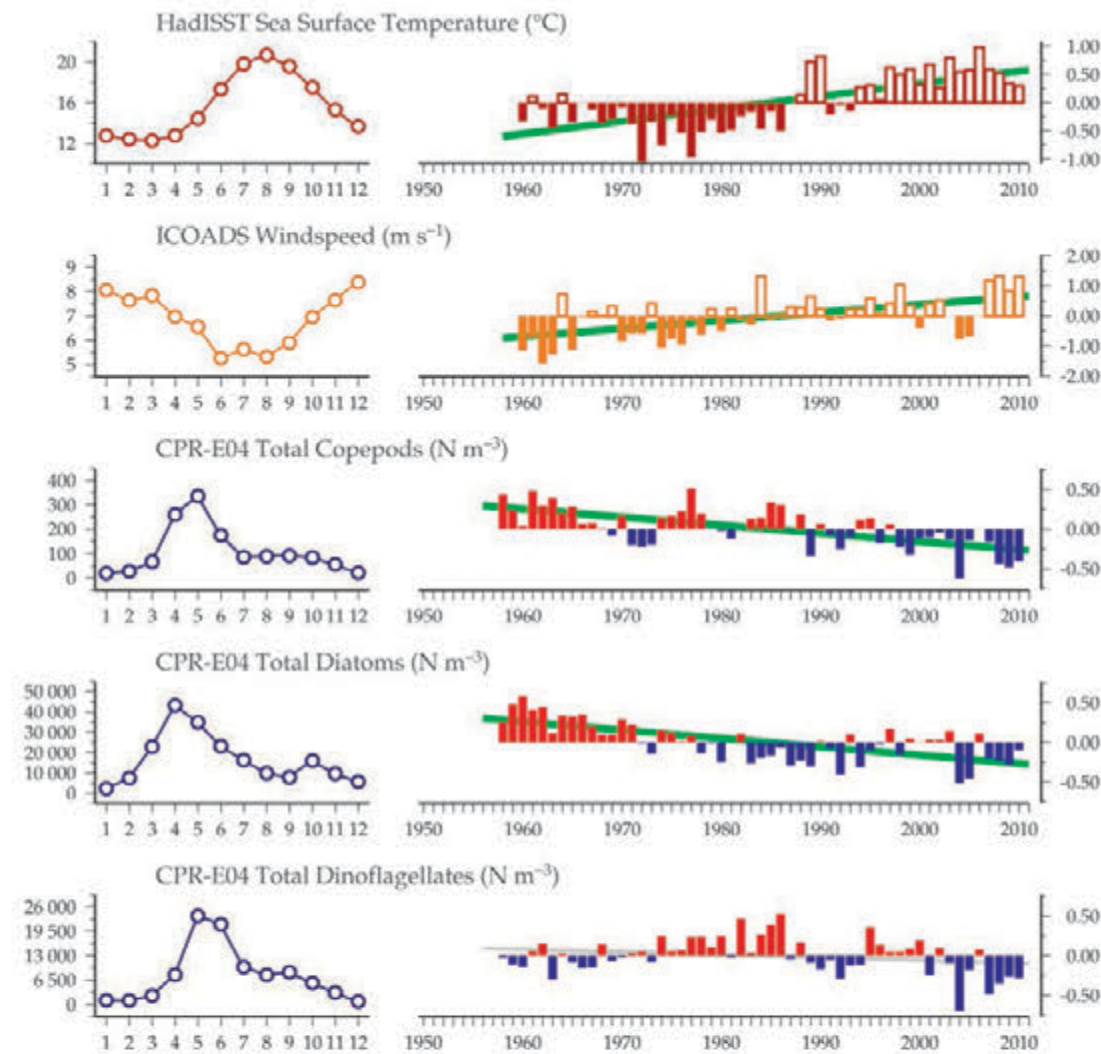 HadISST Sea Surface Temperature (°C)
20
16
12
1 2 3 4 5 6 7 8 9 10 11 12
1.00
0.50
0.00
-0.50
-1.00
1950 1960 1970 1980 1990 2000 2010
ICOADS Windspeed (m s⁻¹)
9
8
7
6
5
1 2 3 4 5 6 7 8 9 10 11 12
2.00
1.00
0.00
-1.00
-2.00
1950 1960 1970 1980 1990 2000 2010
CPR-E04 Total Copepods (N m⁻³)
400
300
200
100
0
1 2 3 4 5 6 7 8 9 10 11 12
0.50
0.00
-0.50
1950 1960 1970 1980 1990 2000 2010
CPR-E04 Total Diatoms (N m⁻³)
50 000
40 000
30 000
20 000
10 000
0
1 2 3 4 5 6 7 8 9 10 11 12
0.50
0.00
-0.50
1950 1960 1970 1980 1990 2000 2010
CPR-E04 Total Dinoflagellates (N m⁻³)
26 000
19 500
13 000
6 500
0
1 2 3 4 5 6 7 8 9 10 11 12
0.50
0.00
-0.50
1950 1960 1970 1980 1990 2000 2010